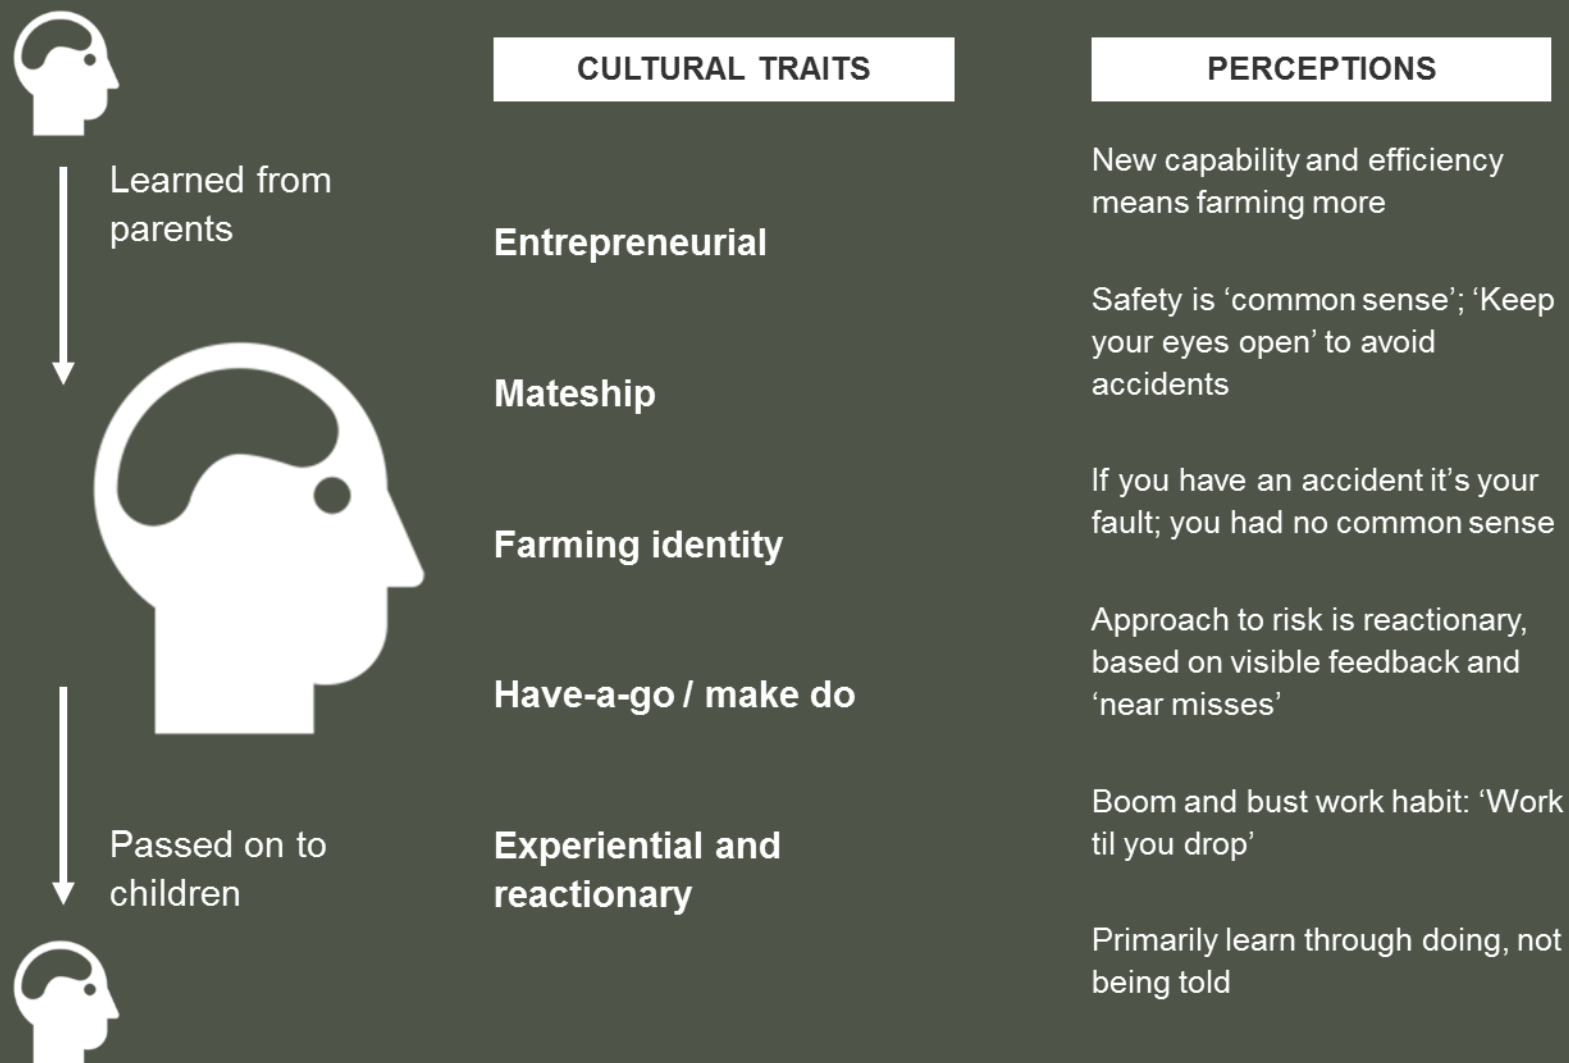 Learned from
parents
Passed on to
children
CULTURAL TRAITS
Entrepreneurial
Mateship
Farming identity
Have-a-go / make do
Experiential and
reactionary
PERCEPTIONS
New capability and efficiency
means farming more
Safety is ‘common sense’; ‘Keep
your eyes open’ to avoid
accidents
If you have an accident it’s your
fault; you had no common sense
Approach to risk is reactionary,
based on visible feedback and
‘near misses’
Boom and bust work habit: ‘Work
til you drop’
Primarily learn through doing, not
being told